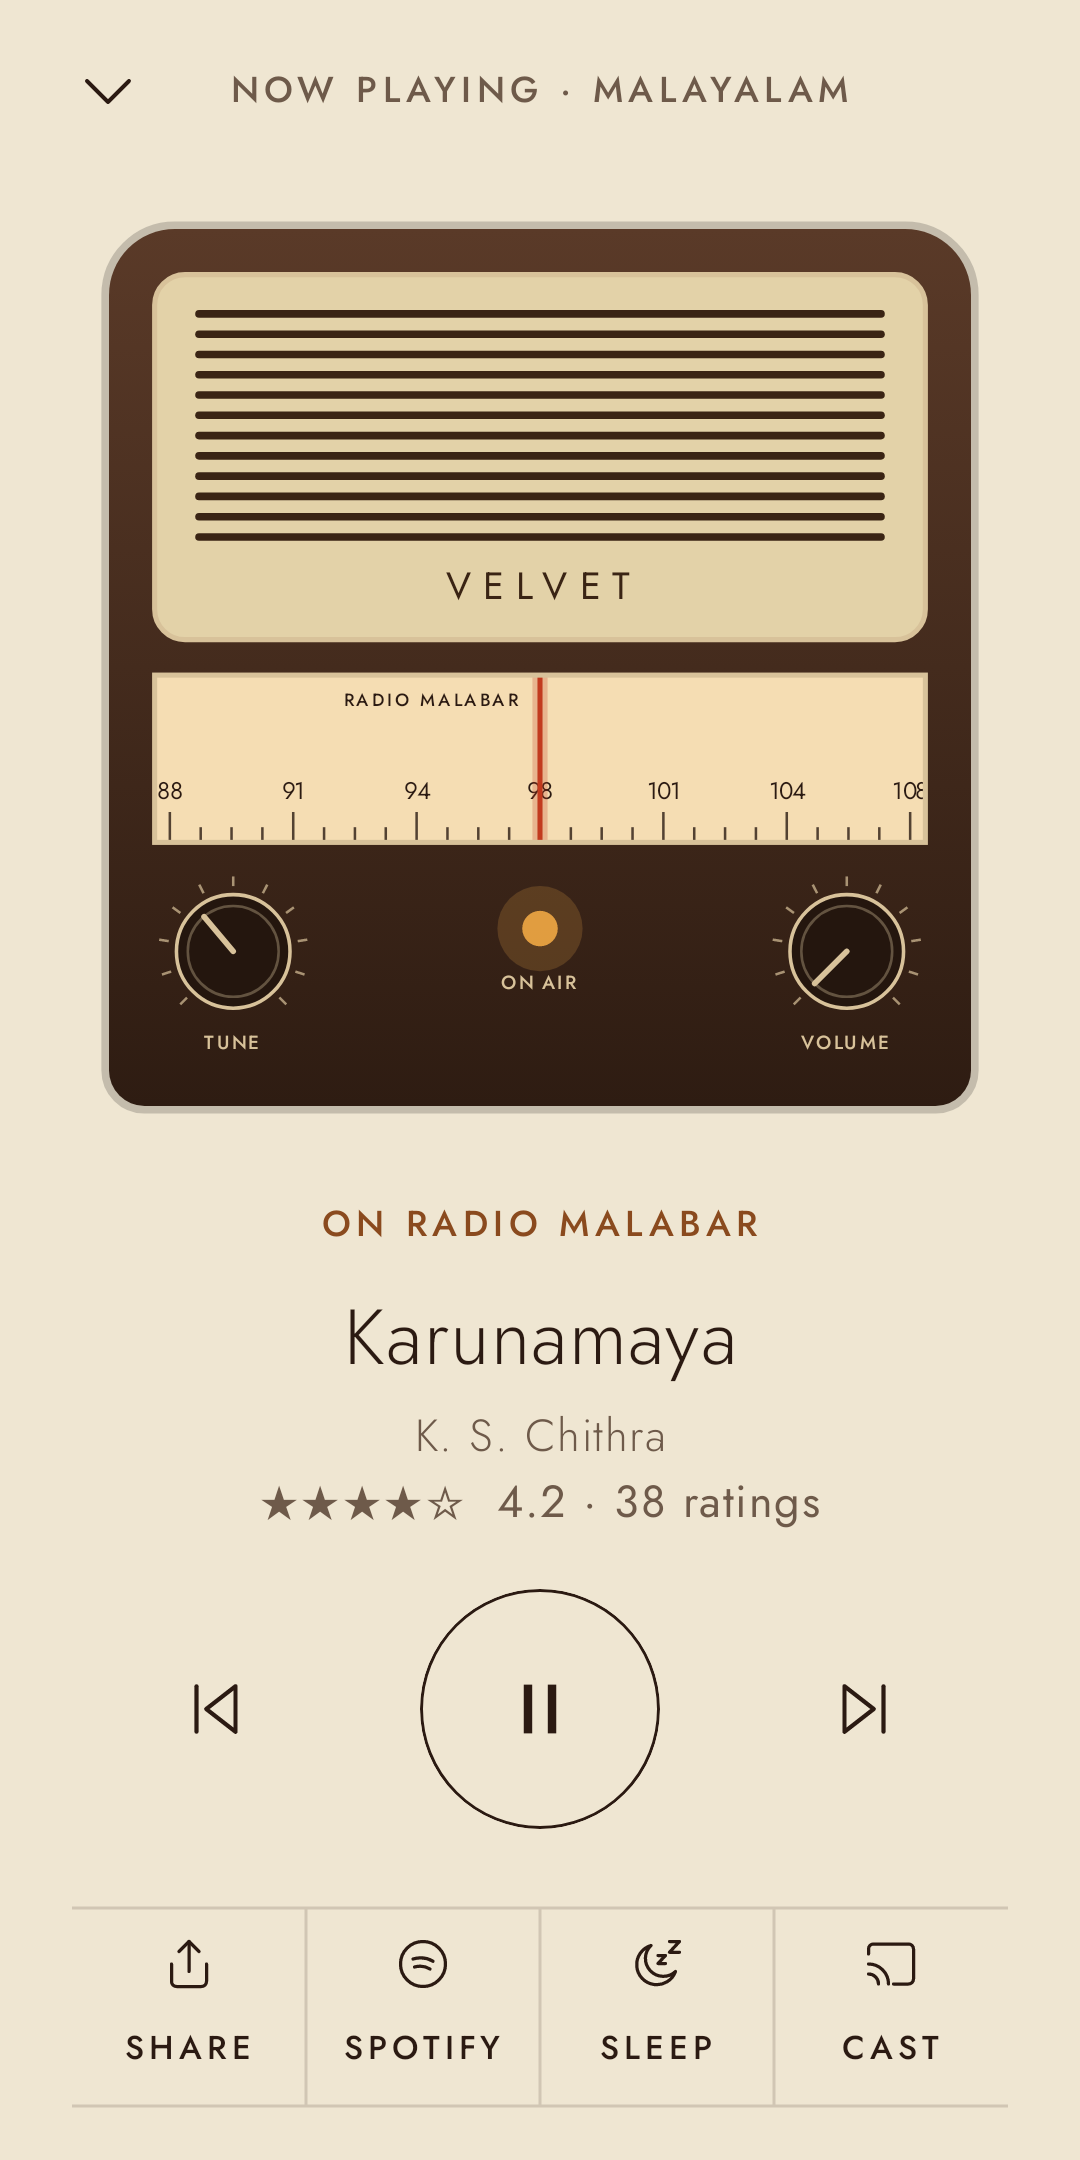 NOW PLAYING · MALAYALAM
VELVET
RADIO MALABAR
88 91 94 98 101 104 108
ON AIR
TUNE VOLUME
ON RADIO MALABAR
Karunamaya
K. S. Chithra
★★★★☆ 4.2 · 38 ratings
SHARE SPOTIFY SLEEP CAST